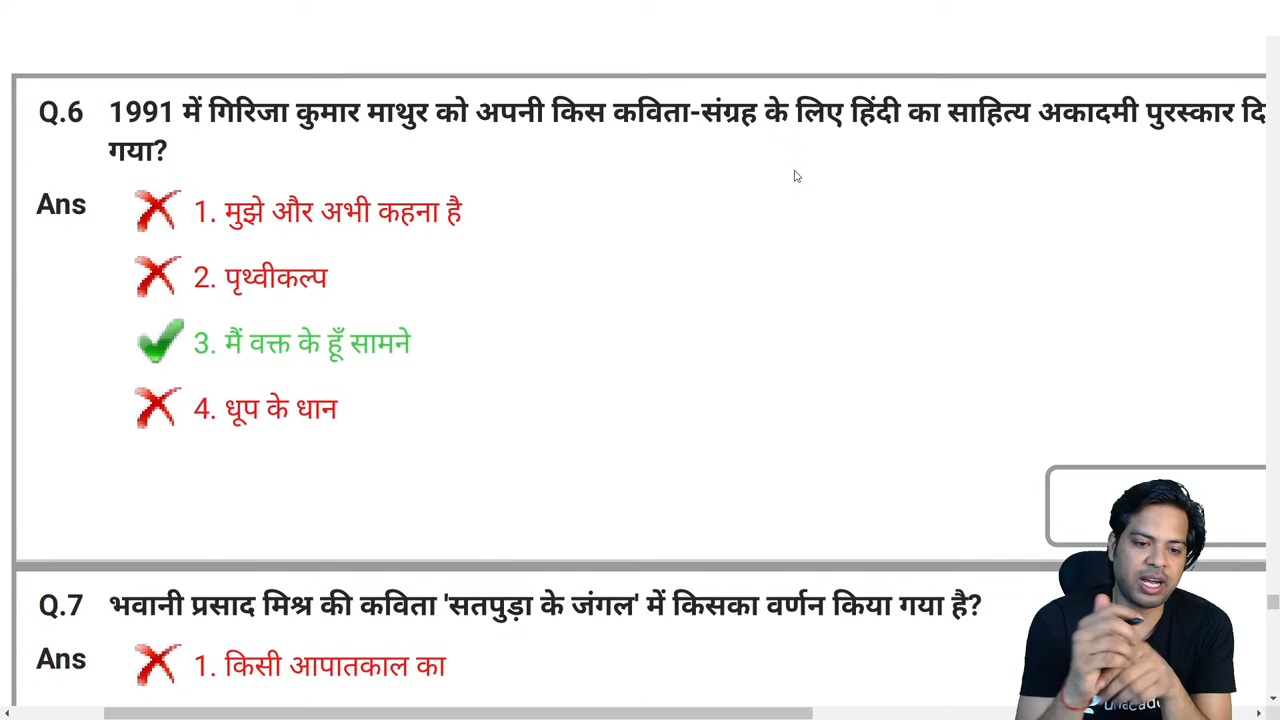 Q.6 1991 में गिरिजा कुमार माथुर को अपनी किस कविता-संग्रह के लिए हिंदी का साहित्य अकादमी पुरस्कार दि
गया?
Ans 1. मुझे और अभी कहना है
2. पृथ्वीकल्प
3. मैं वक्त के हूँ सामने
4. धूप के धान
Q.7 भवानी प्रसाद मिश्र की कविता 'सतपुड़ा के जंगल' में किसका वर्णन किया गया है?
Ans 1. किसी आपातकाल का